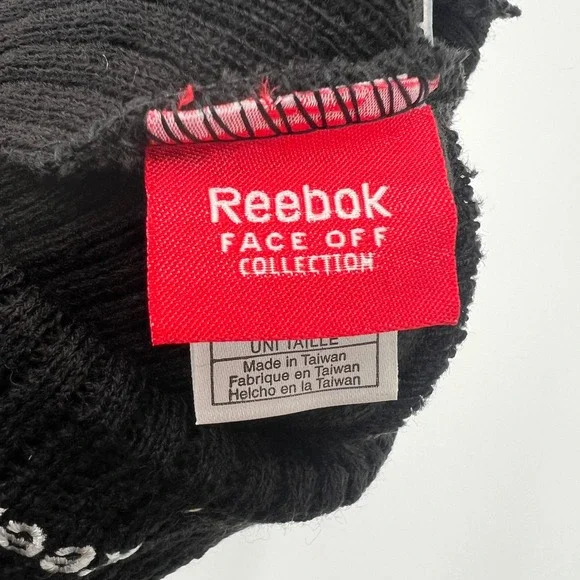 Reebok
FACE OFF
COLLECTION
UNI TAILLE
Made in Taiwan
Fabrique en Taiwan
Helcho en la Taiwan